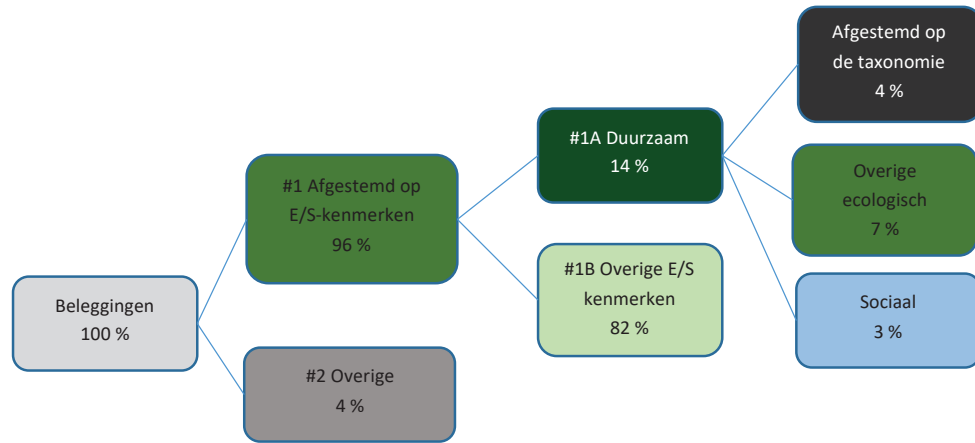 Beleggingen
100 %
#1 Afgestemd op
E/S-kenmerken
96 %
#2 Overige
4 %
#1A Duurzaam
14 %
#1B Overige E/S
kenmerken
82 %
Afgestemd op
de taxonomie
4 %
Overige
ecologisch
7 %
Sociaal
3 %